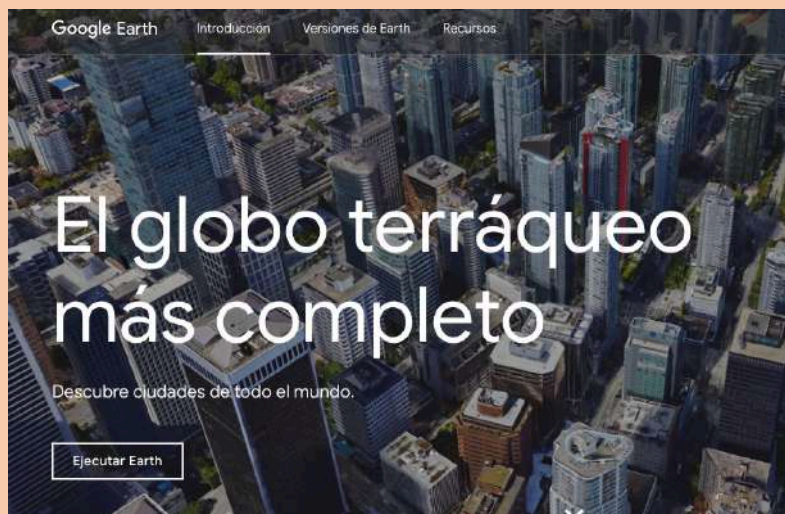 Google Earth
Introducción
Versiones de Earth
Recursos
El globo terráqueo
más completo
Descubre ciudades de todo el mundo.
Ejecutar Earth